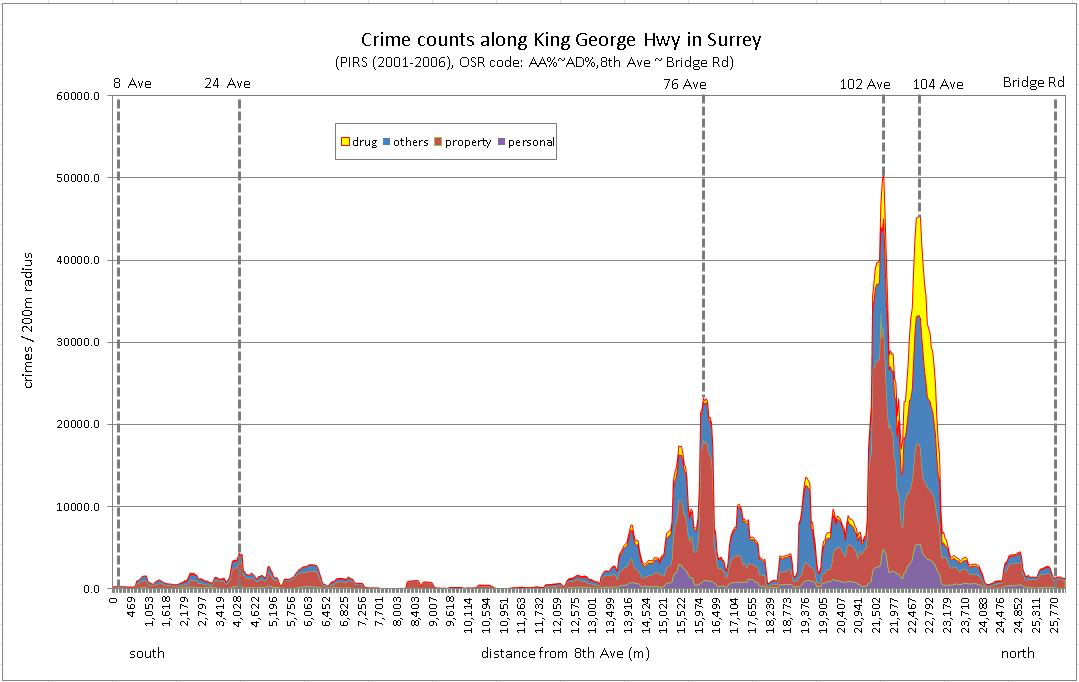 Crime counts along King George Hwy in Surrey
(PIRS (2001-2006), OSR code: AA%~AD%,8th Ave ~ Bridge Rd)
8 Ave 24 Ave 76 Ave 102 Ave 104 Ave Bridge Rd
drug others property personal
60000.0
50000.0
40000.0
30000.0
20000.0
10000.0
0.0
crimes / 200m radius
0 469 1,053 1,618 2,179 2,797 3,419 4,028 4,622 5,196 5,756 6,063 6,452 6,825 7,256 7,701 8,003 8,403 9,007 9,618 10,114 10,594 10,951 11,363 11,732 12,059 12,575 13,001 13,499 13,916 14,524 15,021 15,522 15,974 16,499 17,104 17,655 18,239 18,773 19,376 19,905 20,407 20,941 21,502 21,977 22,467 22,792 23,179 23,710 24,083 24,476 24,852 25,311 25,770
south distance from 8th Ave (m) north